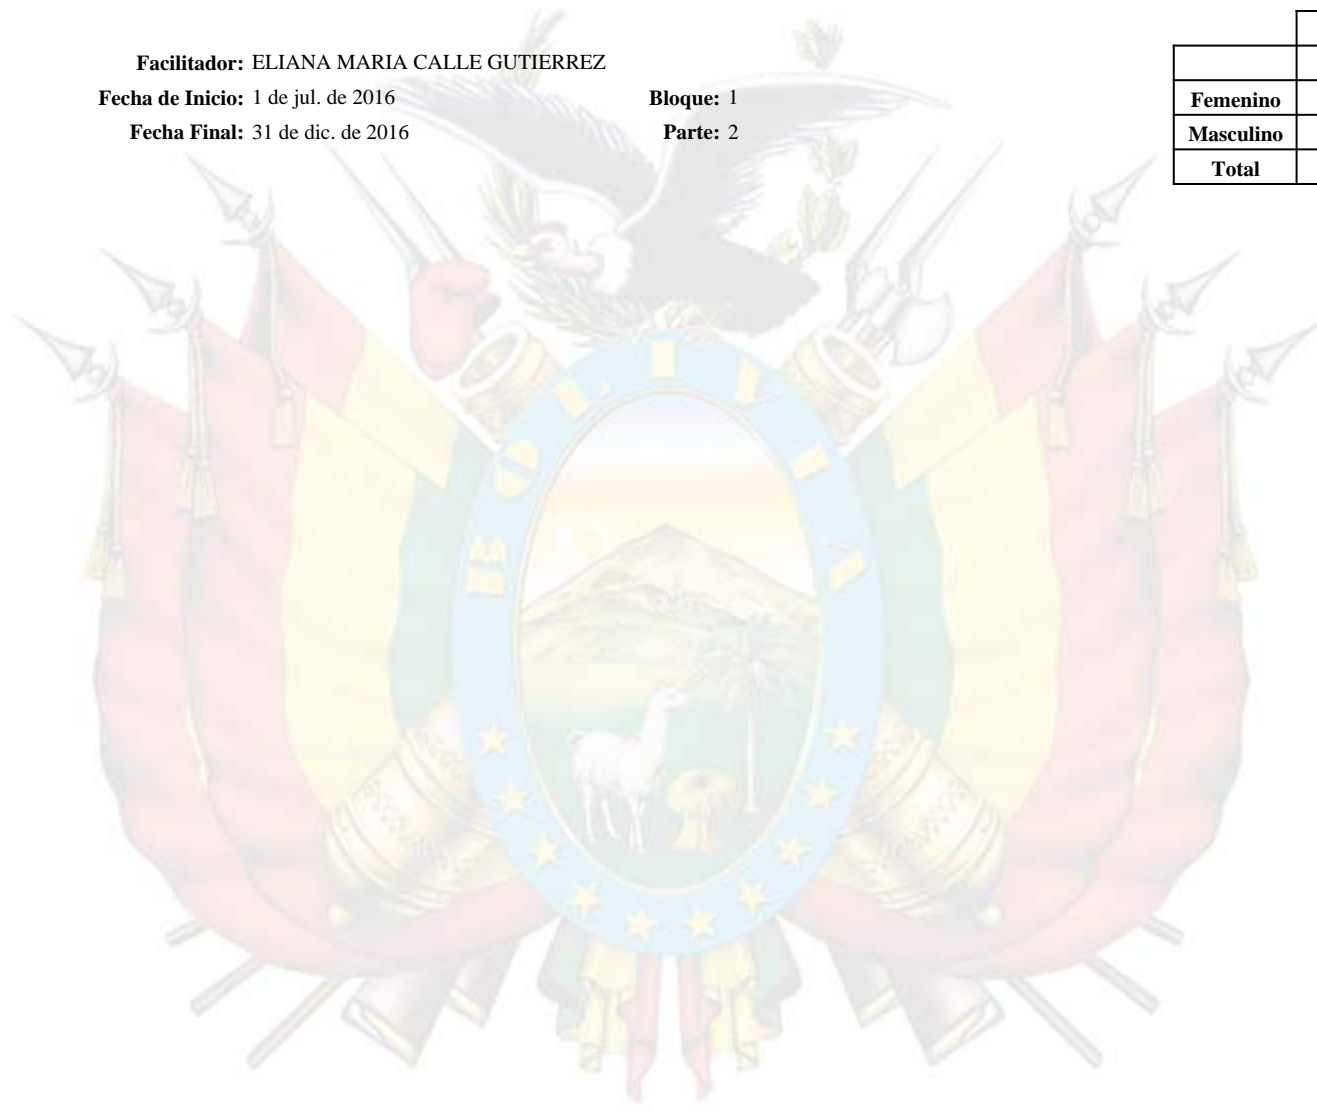 Facilitador: ELIANA MARIA CALLE GUTIERREZ
Fecha de Inicio: 1 de jul. de 2016 Bloque: 1
Fecha Final: 31 de dic. de 2016 Parte: 2
Femenino
Masculino
Total
BOLIVIA